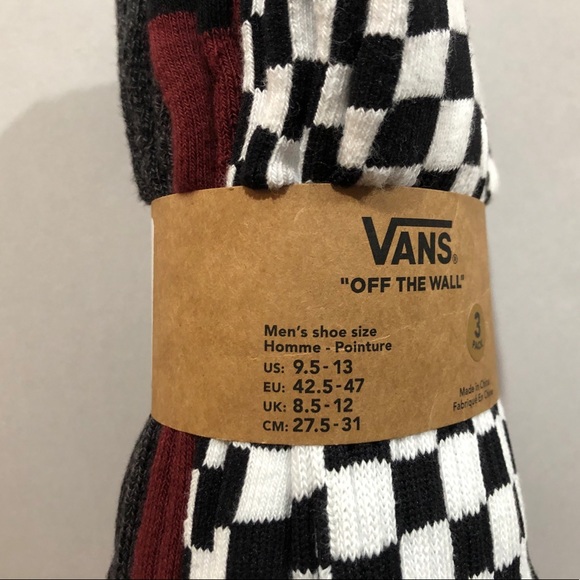 VANS®
"OFF THE WALL"
Men's shoe size
Homme - Pointure
US: 9.5-13
EU: 42.5-47
UK: 8.5-12
CM: 27.5-31
3
Made In China
Fabriqué En Chine